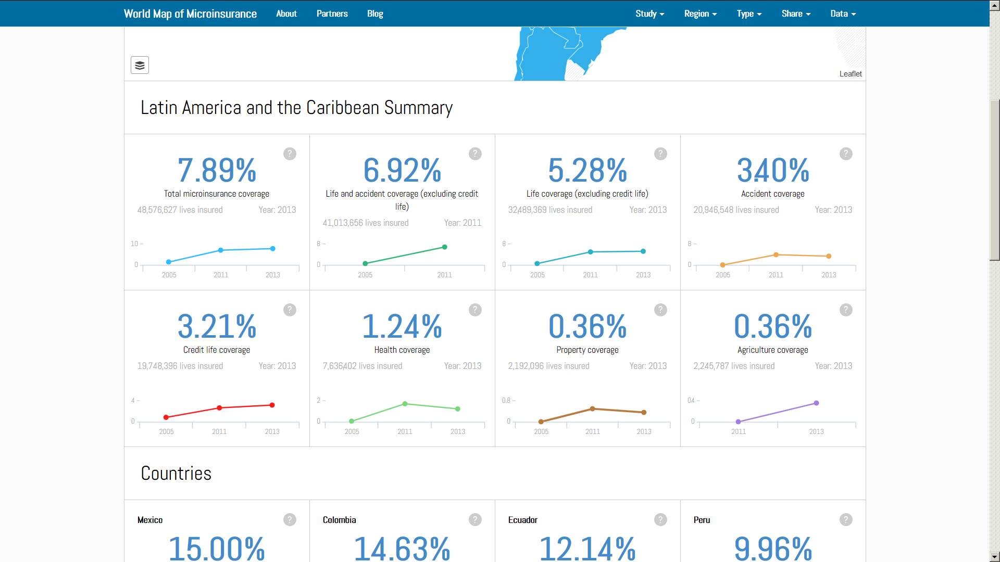 World Map of Microinsurance About Partners Blog Study Region Type Share Data
Leaflet
Latin America and the Caribbean Summary
? ? ? ?
7.89% 6.92% 5.28% 3.40%
Total microinsurance coverage Life and accident coverage (excluding credit life) Life coverage (excluding credit life) Accident coverage
48,576,627 lives insured Year: 2013 41,013,656 lives insured Year: 2011 32,489,369 lives insured Year: 2013 20,946,548 lives insured Year: 2013
10 8 8 8
0 0 0 0
2005 2011 2013 2005 2011 2005 2011 2013 2005 2011 2013
? ? ? ?
3.21% 1.24% 0.36% 0.36%
Credit life coverage Health coverage Property coverage Agriculture coverage
19,748,396 lives insured Year: 2013 7,636,402 lives insured Year: 2013 2,192,096 lives insured Year: 2013 2,245,787 lives insured Year: 2013
4 2 0.8 0.4
0 0 0 0
2005 2011 2013 2005 2011 2013 2005 2011 2013 2011 2013
Countries
Mexico ? Colombia ? Ecuador ? Peru ?
15.00% 14.63% 12.14% 9.96%